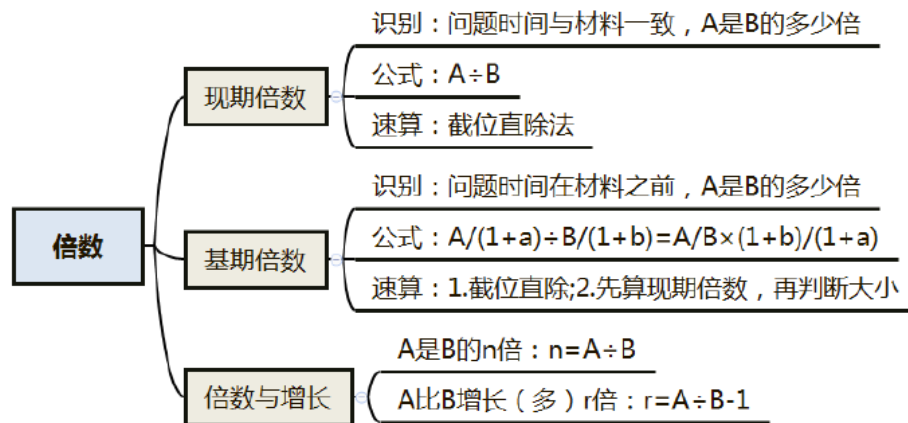 倍数
现期倍数
识别：问题时间与材料一致，A是B的多少倍
公式：A÷B
速算：截位直除法
基期倍数
识别：问题时间在材料之前，A是B的多少倍
公式：A/(1+a)÷B/(1+b)=A/B×(1+b)/(1+a)
速算：1.截位直除;2.先算现期倍数，再判断大小
倍数与增长
A是B的n倍：n=A÷B
A比B增长（多）r倍：r=A÷B-1